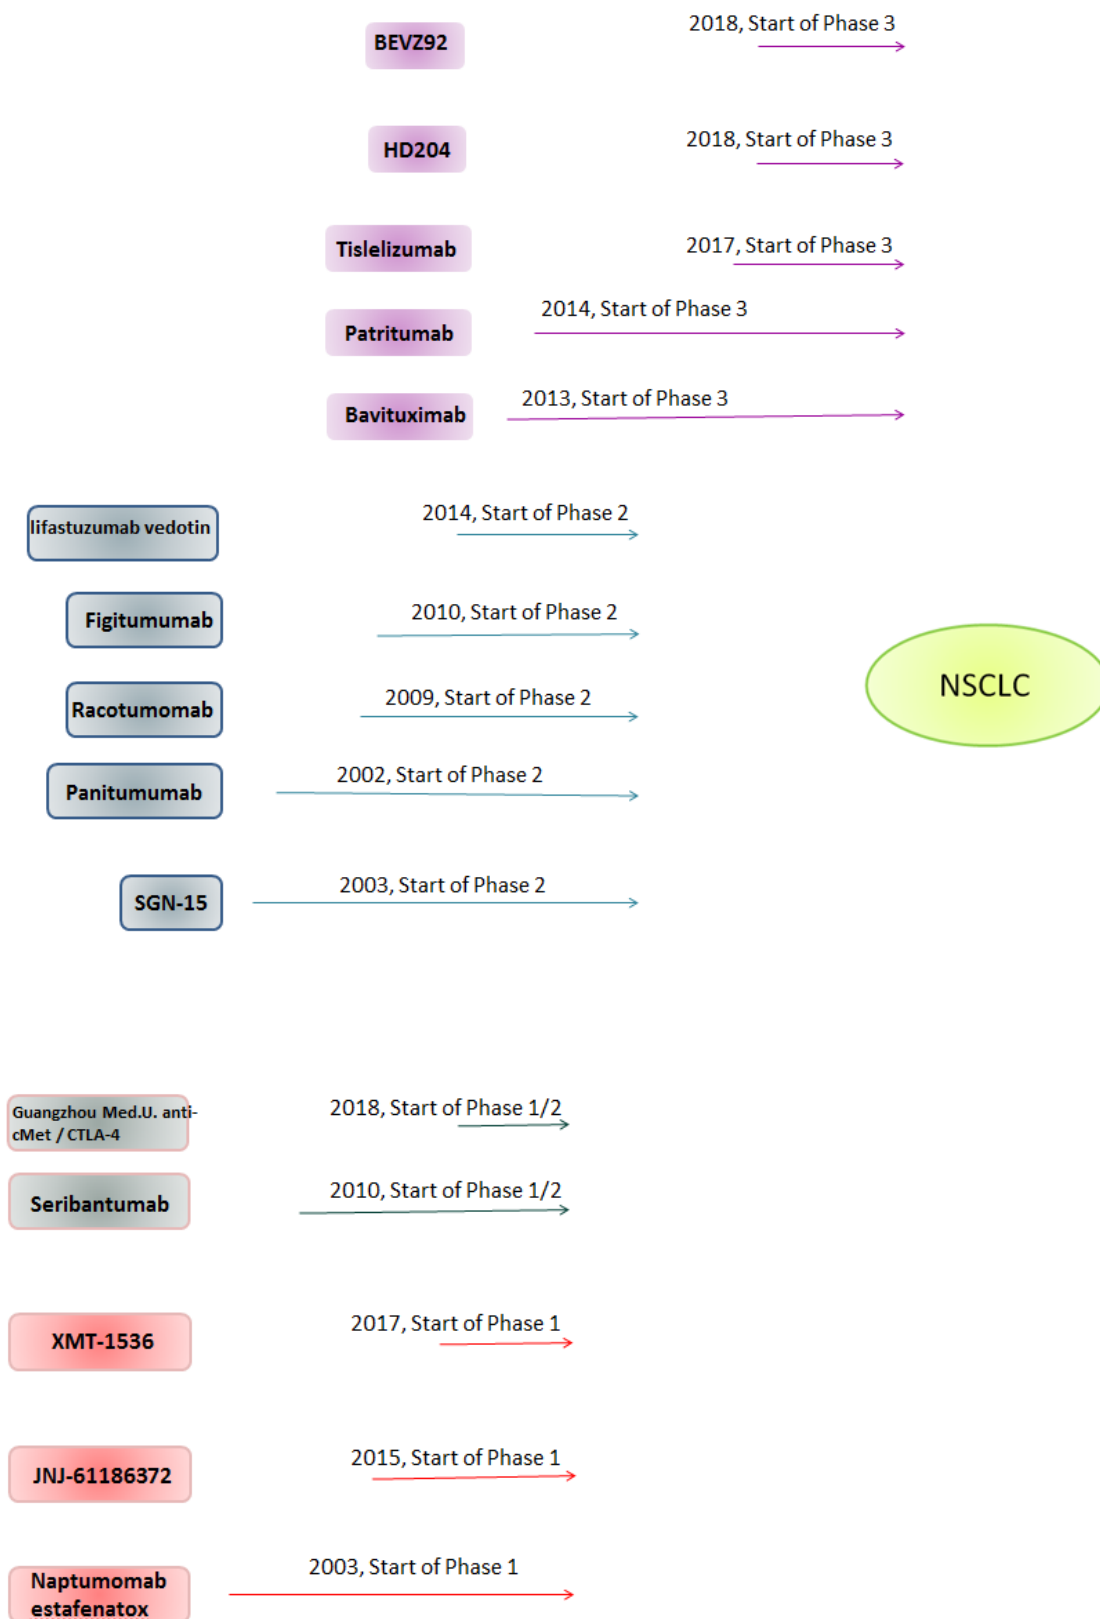 2018, Start of Phase 3
BEVZ92
2018, Start of Phase 3
HD204
2017, Start of Phase 3
Tislelizumab
2014, Start of Phase 3
Patritumab
2013, Start of Phase 3
Bavituximab
2014, Start of Phase 2
lifastuzumab vedotin
2010, Start of Phase 2
Figitumumab
NSCLC
2009, Start of Phase 2
Racotumomab
2002, Start of Phase 2
Panitumumab
2003, Start of Phase 2
SGN-15
Guangzhou Med.U. anti-
cMet / CTLA-4
2018, Start of Phase 1/2
2010, Start of Phase 1/2
Seribantumab
2017, Start of Phase 1
XMT-1536
2015, Start of Phase 1
JNJ-61186372
2003, Start of Phase 1
Naptumomab
estafenatox